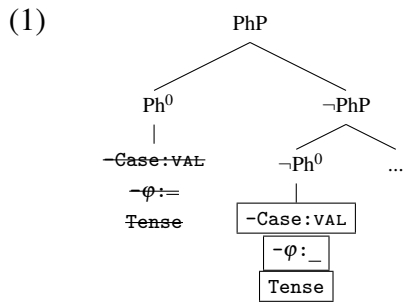 (1)
PhP
Ph⁰ ¬PhP
-Case:VAL ¬Ph⁰ ...
-φ:_ -Case:VAL
Tense -φ:_
Tense